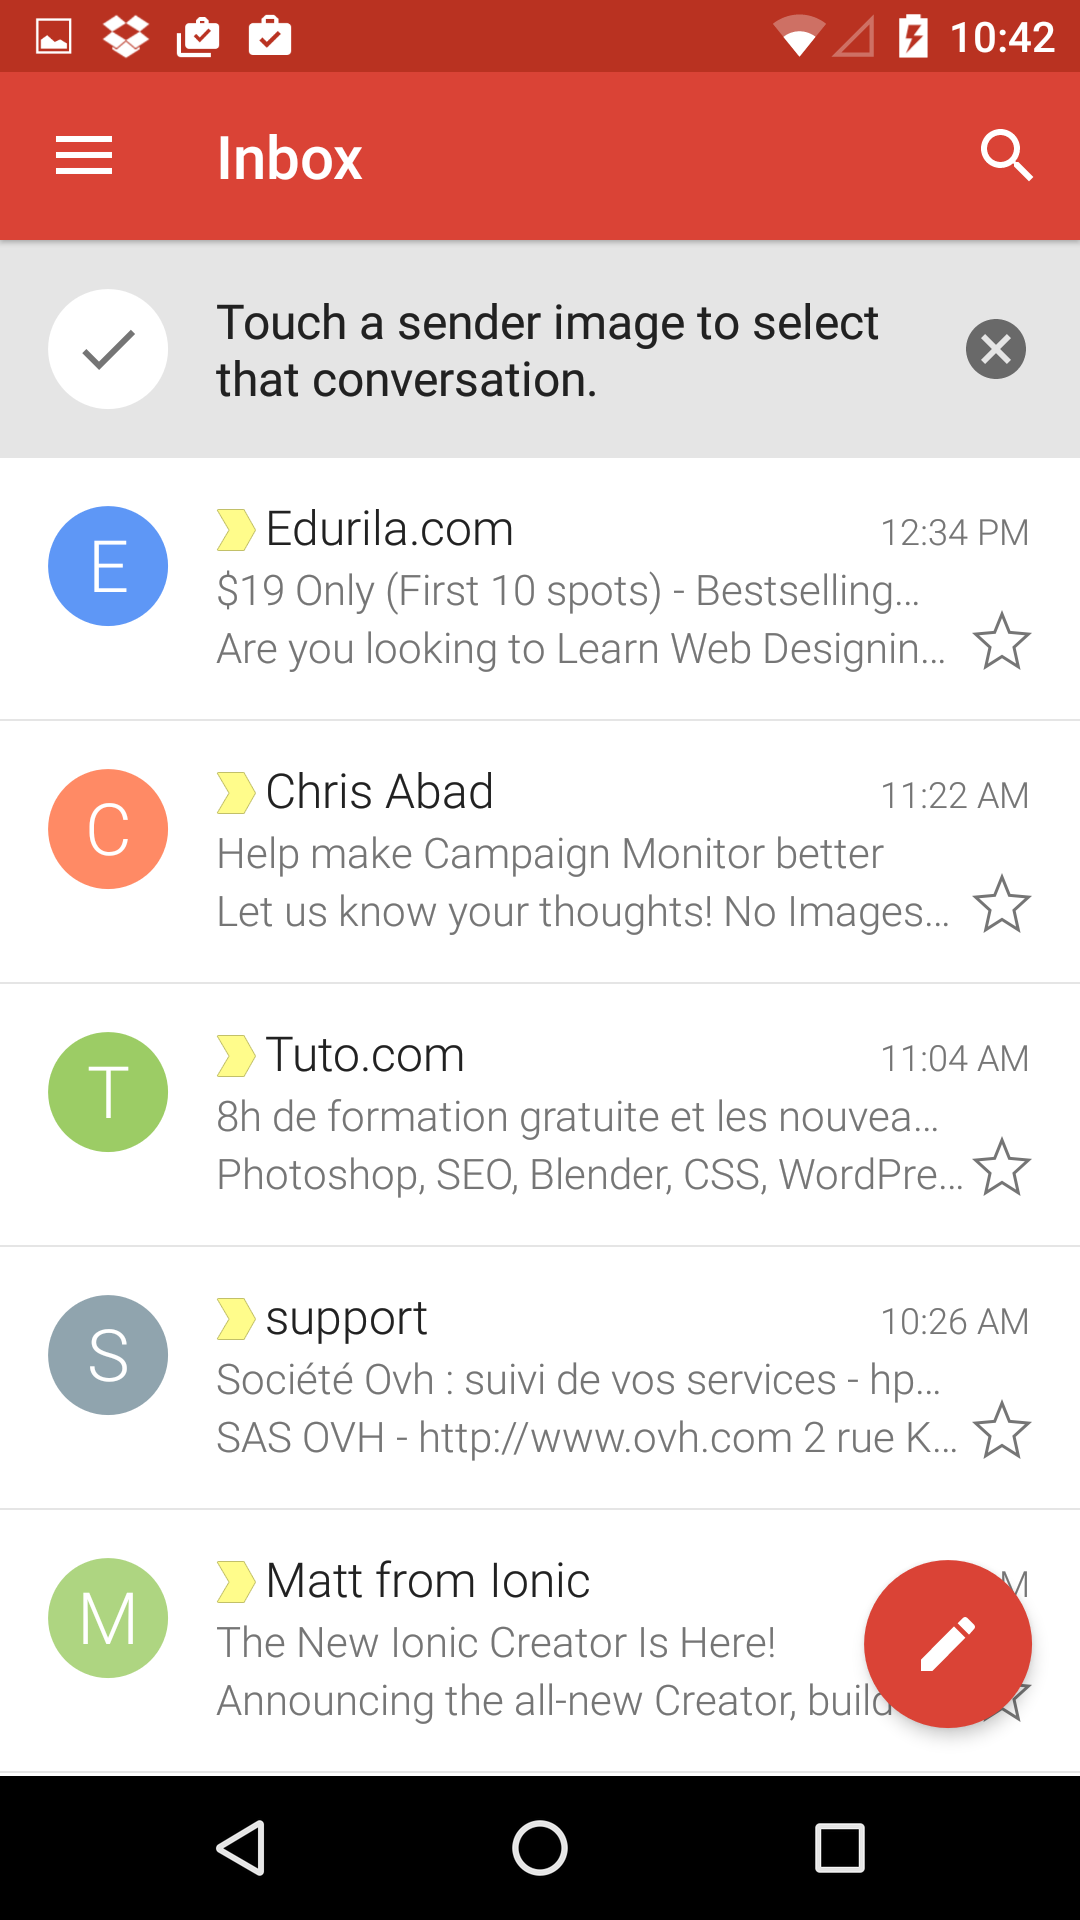 10:42
Inbox
Touch a sender image to select
that conversation.
E
Edurila.com
12:34 PM
$19 Only (First 10 spots) - Bestselling...
Are you looking to Learn Web Designin...
C
Chris Abad
11:22 AM
Help make Campaign Monitor better
Let us know your thoughts! No Images...
T
Tuto.com
11:04 AM
8h de formation gratuite et les nouvea...
Photoshop, SEO, Blender, CSS, WordPre...
S
support
10:26 AM
Société Ovh : suivi de vos services - hp...
SAS OVH - http://www.ovh.com 2 rue K...
M
Matt from Ionic
M
The New Ionic Creator Is Here!
Announcing the all-new Creator, build